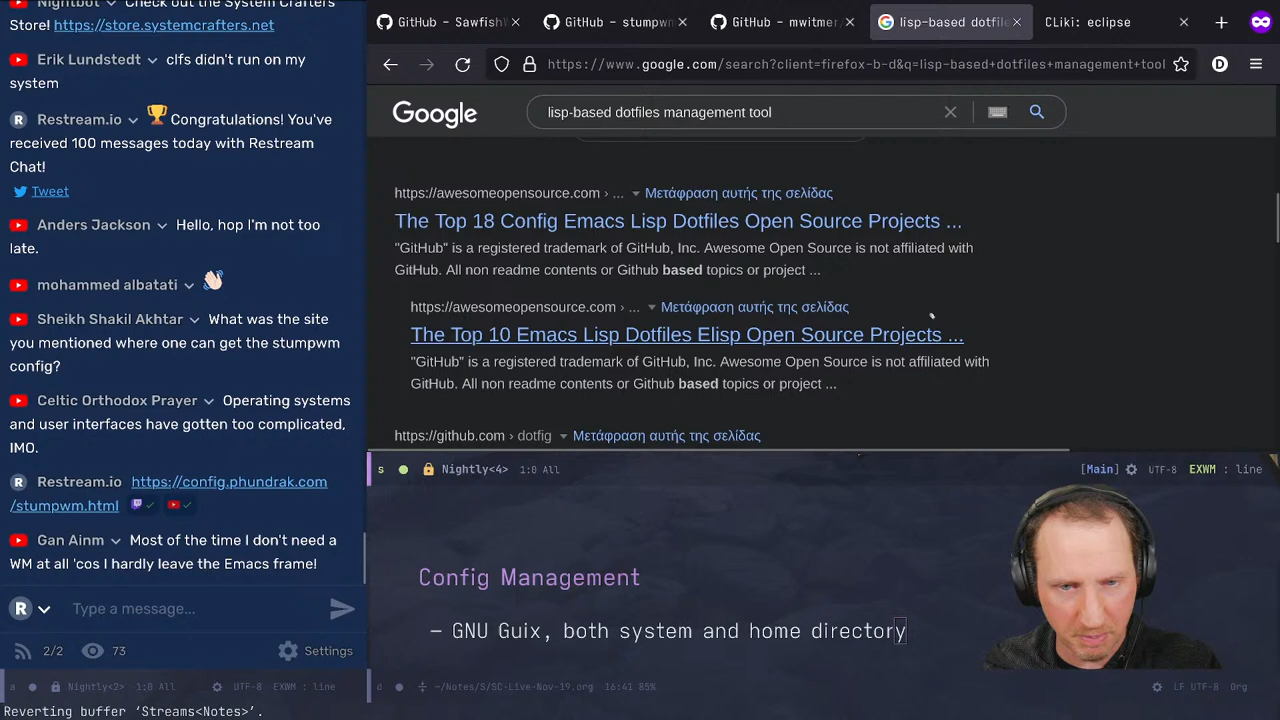 Nightbot Check out the System Crafters
Store! https://store.systemcrafters.net
Erik Lundstedt clfs didn't run on my
system
Restream.io 🏆 Congratulations! You've
received 100 messages today with Restream
Chat!
Tweet
Anders Jackson Hello, hop I'm not too
late.
mohammed albatati 👋🏻
Sheikh Shakil Akhtar What was the site
you mentioned where one can get the stumpwm
config?
Celtic Orthodox Prayer Operating systems
and user interfaces have gotten too complicated,
IMO.
Restream.io https://config.phundrak.com
/stumpwm.html
Gan Ainm Most of the time I don't need a
WM at all 'cos I hardly leave the Emacs frame!
R Type a message...
2/2 73 Settings
a Nightly<2> 1:0 All UTF-8 EXWM : line
Reverting buffer ‘Streams<Notes>’.
GitHub - Sawfish GitHub - stumpwm GitHub - mwitmer/ lisp-based dotfile CLiki: eclipse
https://www.google.com/search?client=firefox-b-d&q=lisp-based+dotfiles+management+tool
Google lisp-based dotfiles management tool
https://awesomeopensource.com › ... Μετάφραση αυτής της σελίδας
The Top 18 Config Emacs Lisp Dotfiles Open Source Projects ...
"GitHub" is a registered trademark of GitHub, Inc. Awesome Open Source is not affiliated with
GitHub. All non readme contents or Github based topics or project ...
https://awesomeopensource.com › ... Μετάφραση αυτής της σελίδας
The Top 10 Emacs Lisp Dotfiles Elisp Open Source Projects ...
"GitHub" is a registered trademark of GitHub, Inc. Awesome Open Source is not affiliated with
GitHub. All non readme contents or Github based topics or project ...
https://github.com › dotfig Μετάφραση αυτής της σελίδας
s Nightly<4> 1:0 All [Main] UTF-8 EXWM : line
Config Management
– GNU Guix, both system and home directory
d ~/Notes/S/SC-Live-Nov-19.org 16:41 85% LF UTF-8 Org